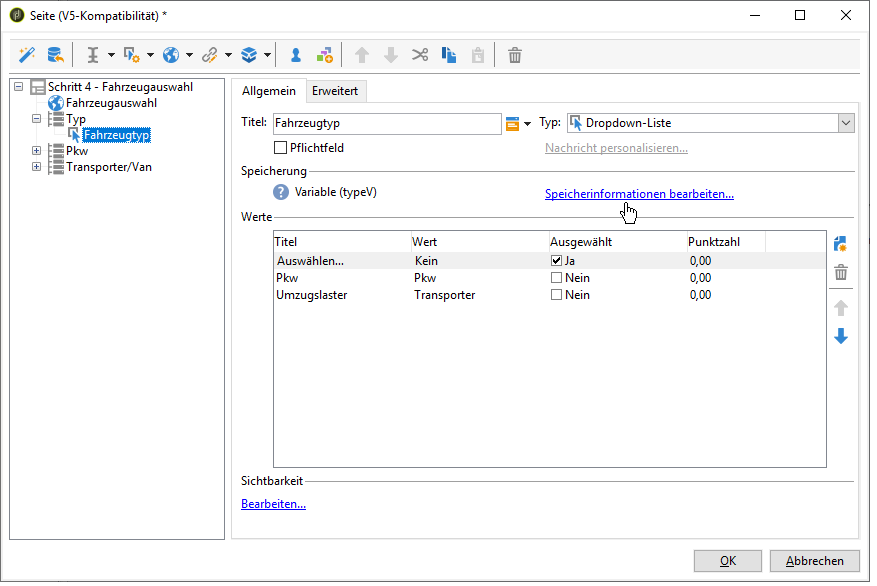 Seite (V5-Kompatibilität) *
Schritt 4 - Fahrzeugauswahl
Fahrzeugauswahl
Typ
Fahrzeugtyp
Pkw
Transporter/Van
Allgemein Erweitert
Titel: Fahrzeugtyp Typ: Dropdown-Liste
Pflichtfeld Nachricht personalisieren...
Speicherung
? Variable (typeV) Speicherinformationen bearbeiten...
Werte
Titel Wert Ausgewählt Punktzahl
Auswählen... Kein Ja 0,00
Pkw Pkw Nein 0,00
Umzugslaster Transporter Nein 0,00
Sichtbarkeit
Bearbeiten...
OK Abbrechen